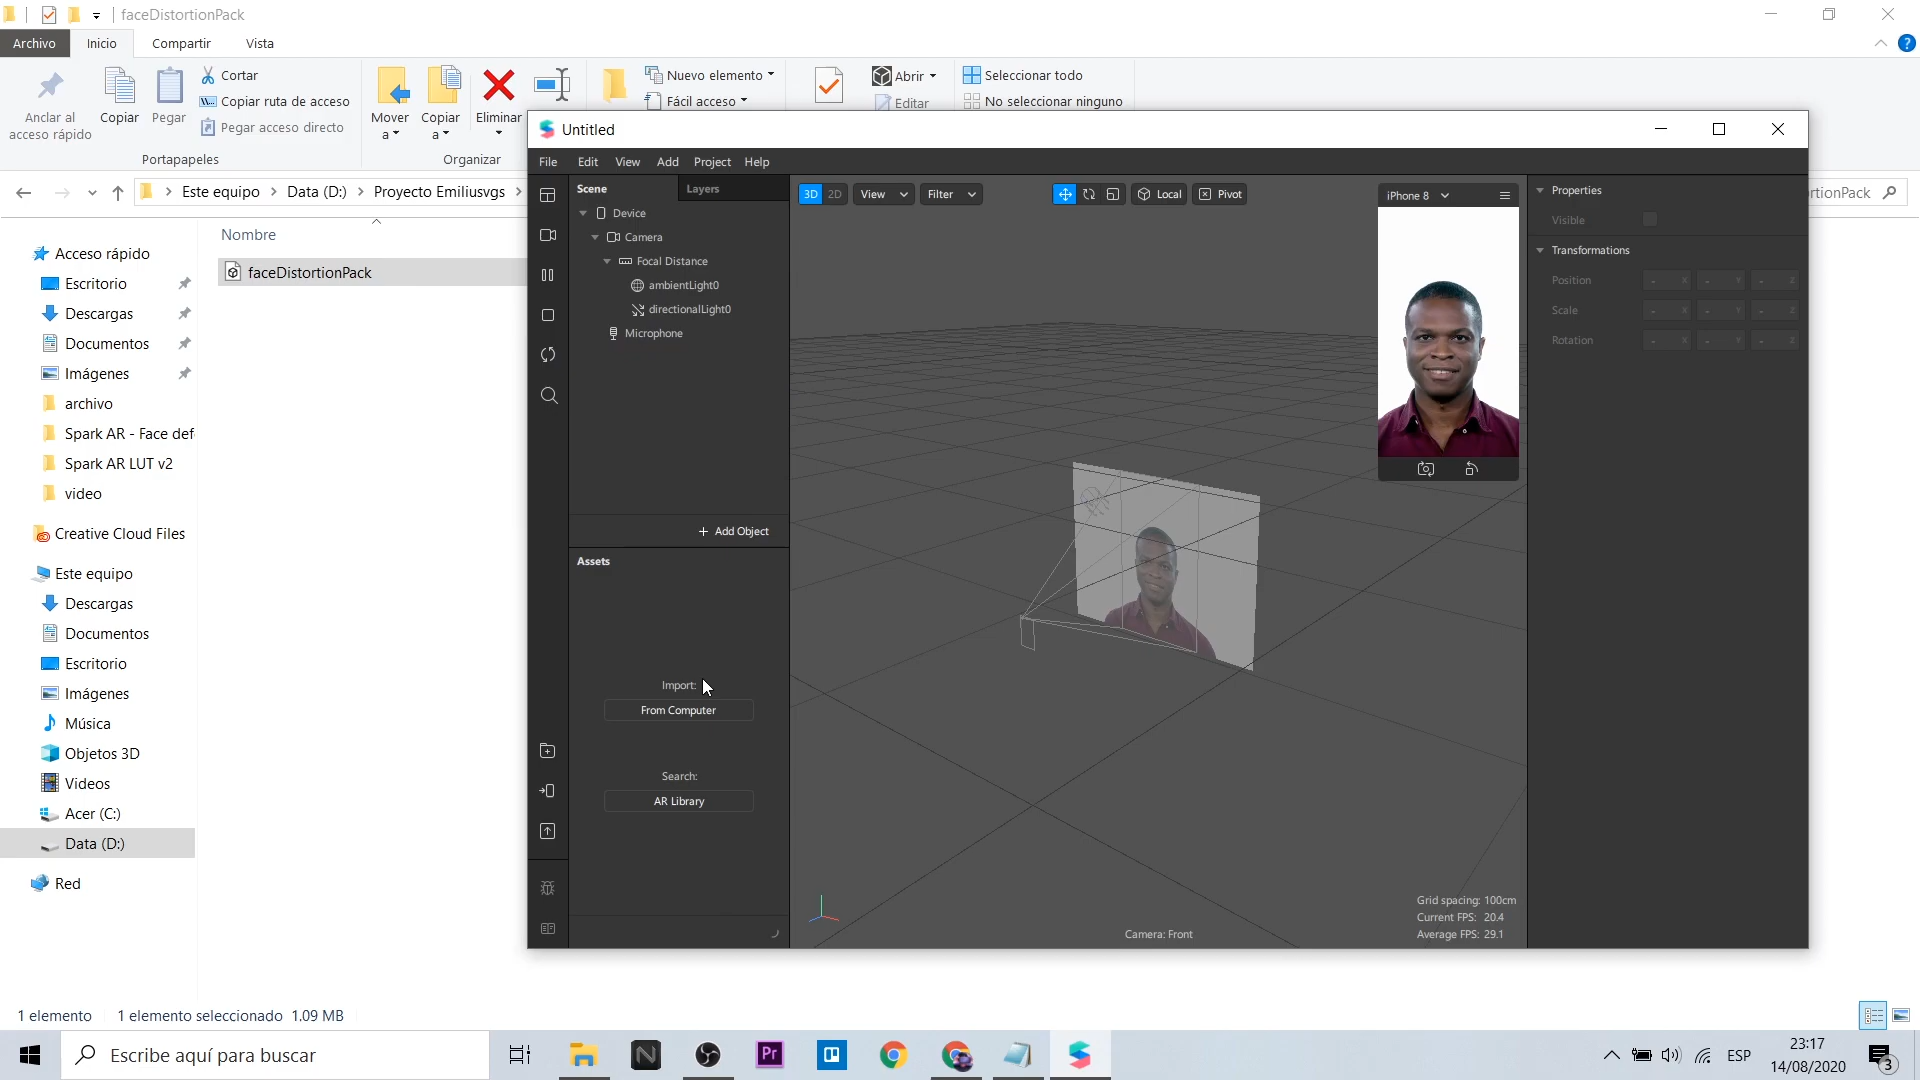 faceDistortionPack
Archivo Inicio Compartir Vista
Anclar al acceso rápido
Copiar
Pegar
Cortar
Copiar ruta de acceso
Pegar acceso directo
Portapapeles
Mover a
Copiar a
Eliminar
Organizar
Nuevo elemento
Fácil acceso
Abrir
Editar
Seleccionar todo
No seleccionar ninguno
Este equipo Data (D:) Proyecto Emiliusvgs
rtionPack
Nombre
faceDistortionPack
Acceso rápido
Escritorio
Descargas
Documentos
Imágenes
archivo
Spark AR - Face def
Spark AR LUT v2
video
Creative Cloud Files
Este equipo
Descargas
Documentos
Escritorio
Imágenes
Música
Objetos 3D
Videos
Acer (C:)
Data (D:)
Red
1 elemento 1 elemento seleccionado 1.09 MB
Untitled
File Edit View Add Project Help
Scene Layers
Device
Camera
Focal Distance
ambientLight0
directionalLight0
Microphone
+ Add Object
Assets
Import:
From Computer
Search:
AR Library
3D 2D View Filter Local Pivot
iPhone 8
Grid spacing: 100cm
Current FPS: 20.4
Average FPS: 29.1
Camera: Front
Properties
Visible
Transformations
Position - X - Y - Z
Scale - X - Y - Z
Rotation - X - Y - Z
Escribe aquí para buscar
Pr
ESP
23:17
14/08/2020
3